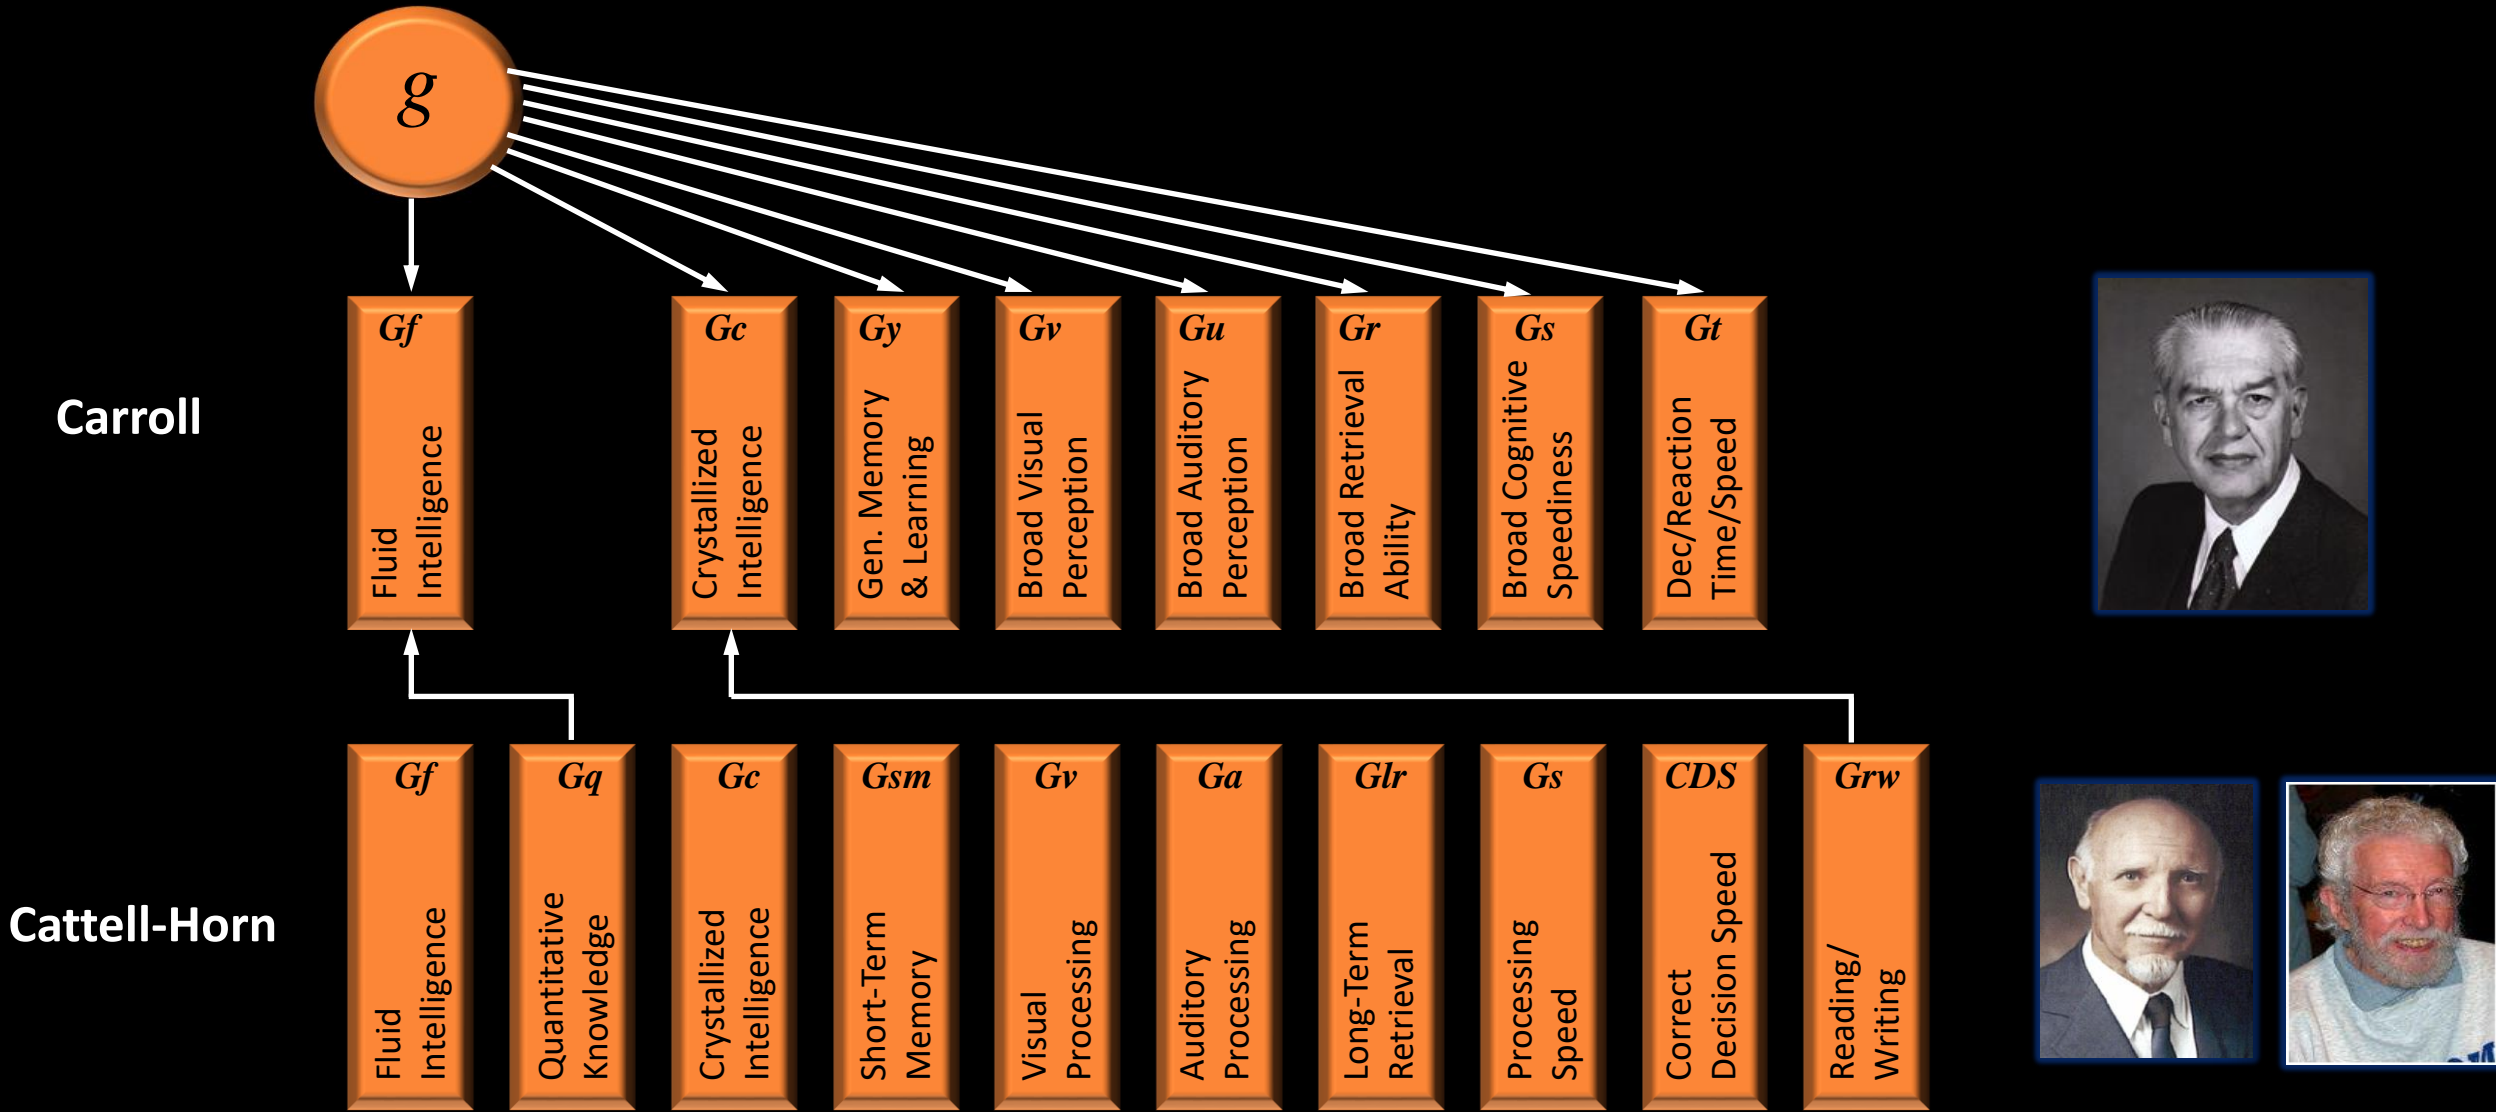 g
Carroll
Gf
Fluid
Intelligence
Gc
Crystallized
Intelligence
Gy
Gen. Memory
& Learning
Gv
Broad Visual
Perception
Gu
Broad Auditory
Perception
Gr
Broad Retrieval
Ability
Gs
Broad Cognitive
Speediness
Gt
Dec/Reaction
Time/Speed
Cattell-Horn
Gf
Fluid
Intelligence
Gq
Quantitative
Knowledge
Gc
Crystallized
Intelligence
Gsm
Short-Term
Memory
Gv
Visual
Processing
Ga
Auditory
Processing
Glr
Long-Term
Retrieval
Gs
Processing
Speed
CDS
Correct
Decision Speed
Grw
Reading/
Writing